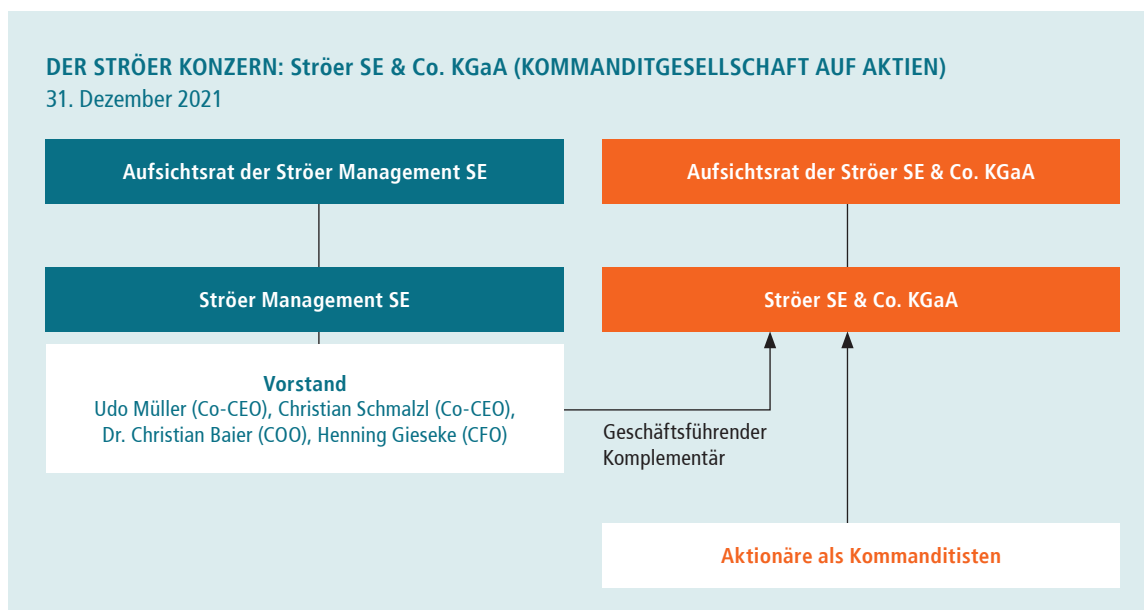 DER STRÖER KONZERN: Ströer SE & Co. KGaA (KOMMANDITGESELLSCHAFT AUF AKTIEN)
31. Dezember 2021
Aufsichtsrat der Ströer Management SE
Aufsichtsrat der Ströer SE & Co. KGaA
Ströer Management SE
Ströer SE & Co. KGaA
Vorstand
Udo Müller (Co-CEO), Christian Schmalzl (Co-CEO),
Dr. Christian Baier (COO), Henning Gieseke (CFO)
Geschäftsführender
Komplementär
Aktionäre als Kommanditisten